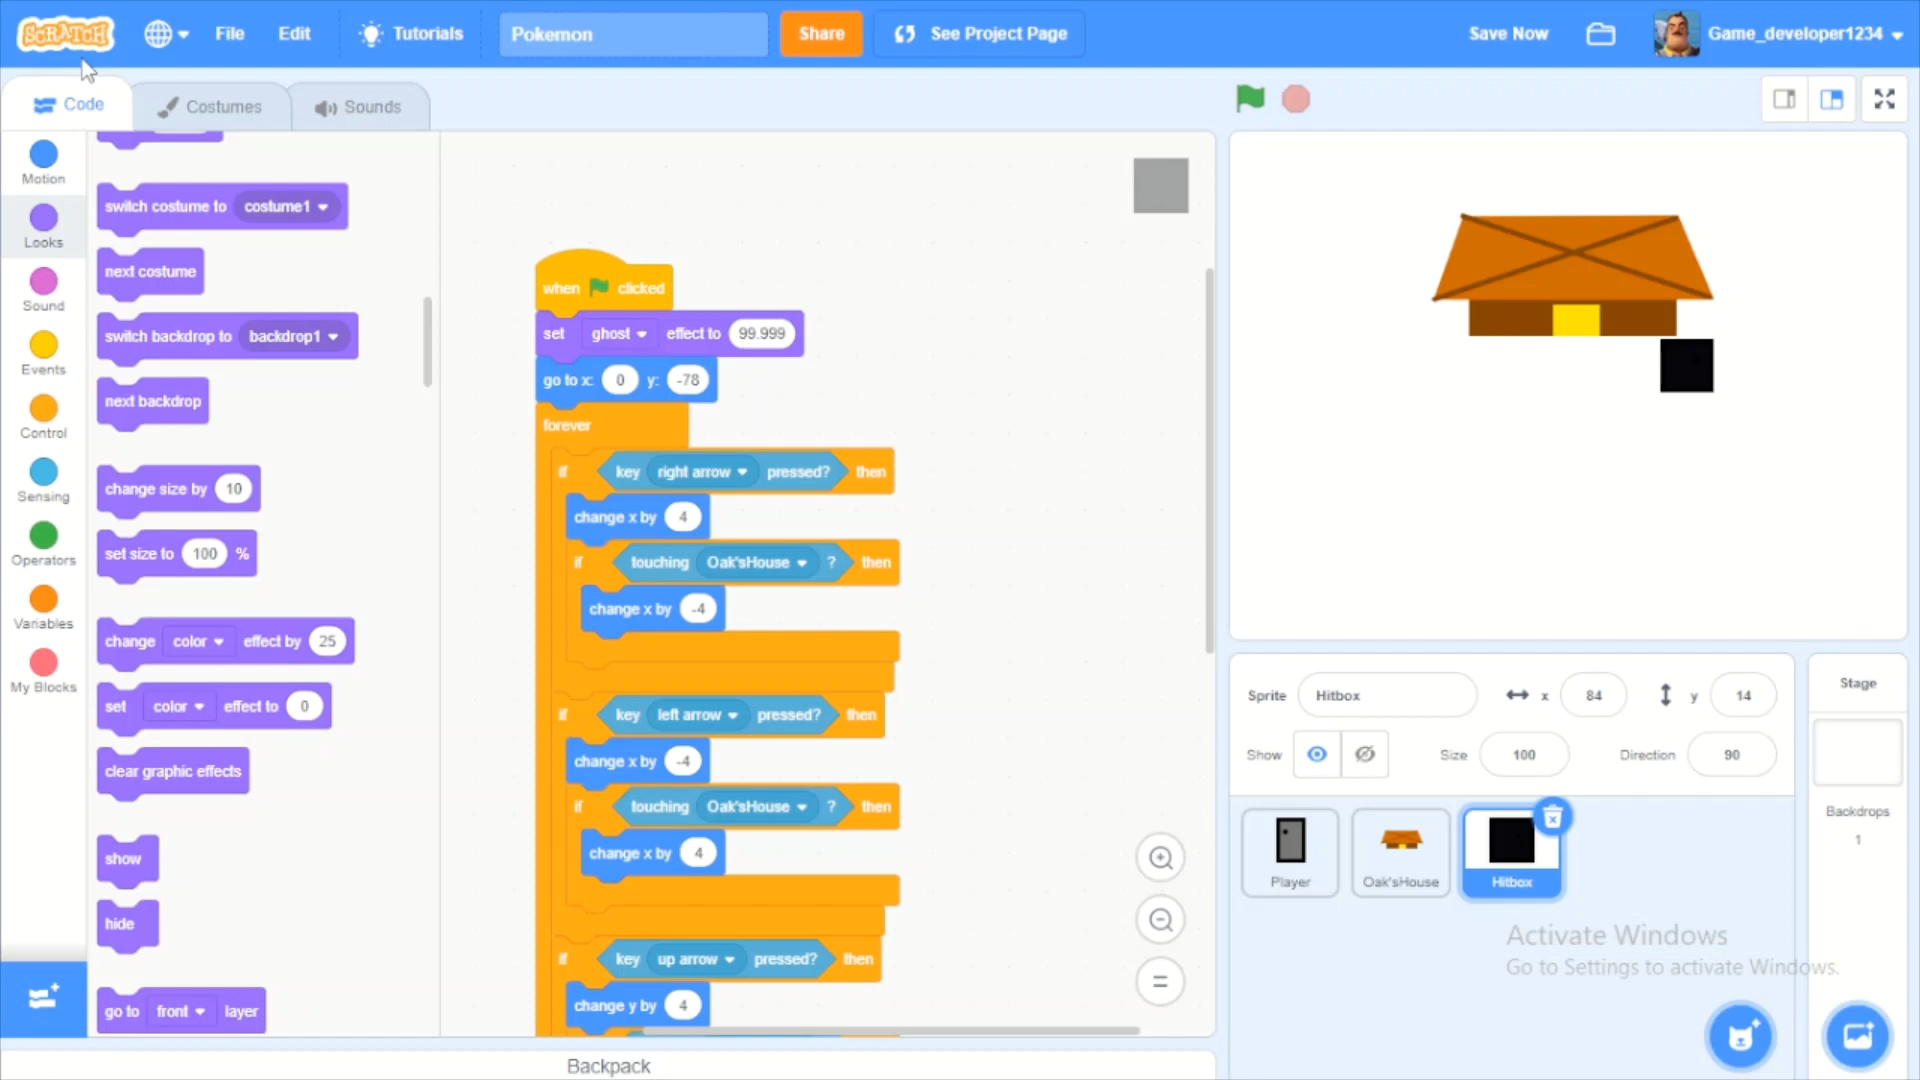 SCRATCH
File
Edit
Tutorials
Pokemon
Share
See Project Page
Save Now
Game_developer1234
Code
Costumes
Sounds
Motion
Looks
Sound
Events
Control
Sensing
Operators
Variables
My Blocks
switch costume to costume1
next costume
switch backdrop to backdrop1
next backdrop
change size by 10
set size to 100 %
change color effect by 25
set color effect to 0
clear graphic effects
show
hide
go to front layer
when clicked
set ghost effect to 99.999
go to x: 0 y: -78
forever
if key right arrow pressed? then
change x by 4
if touching Oak'sHouse ? then
change x by -4
if key left arrow pressed? then
change x by -4
if touching Oak'sHouse ? then
change x by 4
if key up arrow pressed? then
change y by 4
Backpack
Sprite Hitbox x 84 y 14
Show Size 100 Direction 90
Player
Oak'sHouse
Hitbox
Stage
Backdrops
1
Activate Windows
Go to Settings to activate Windows.